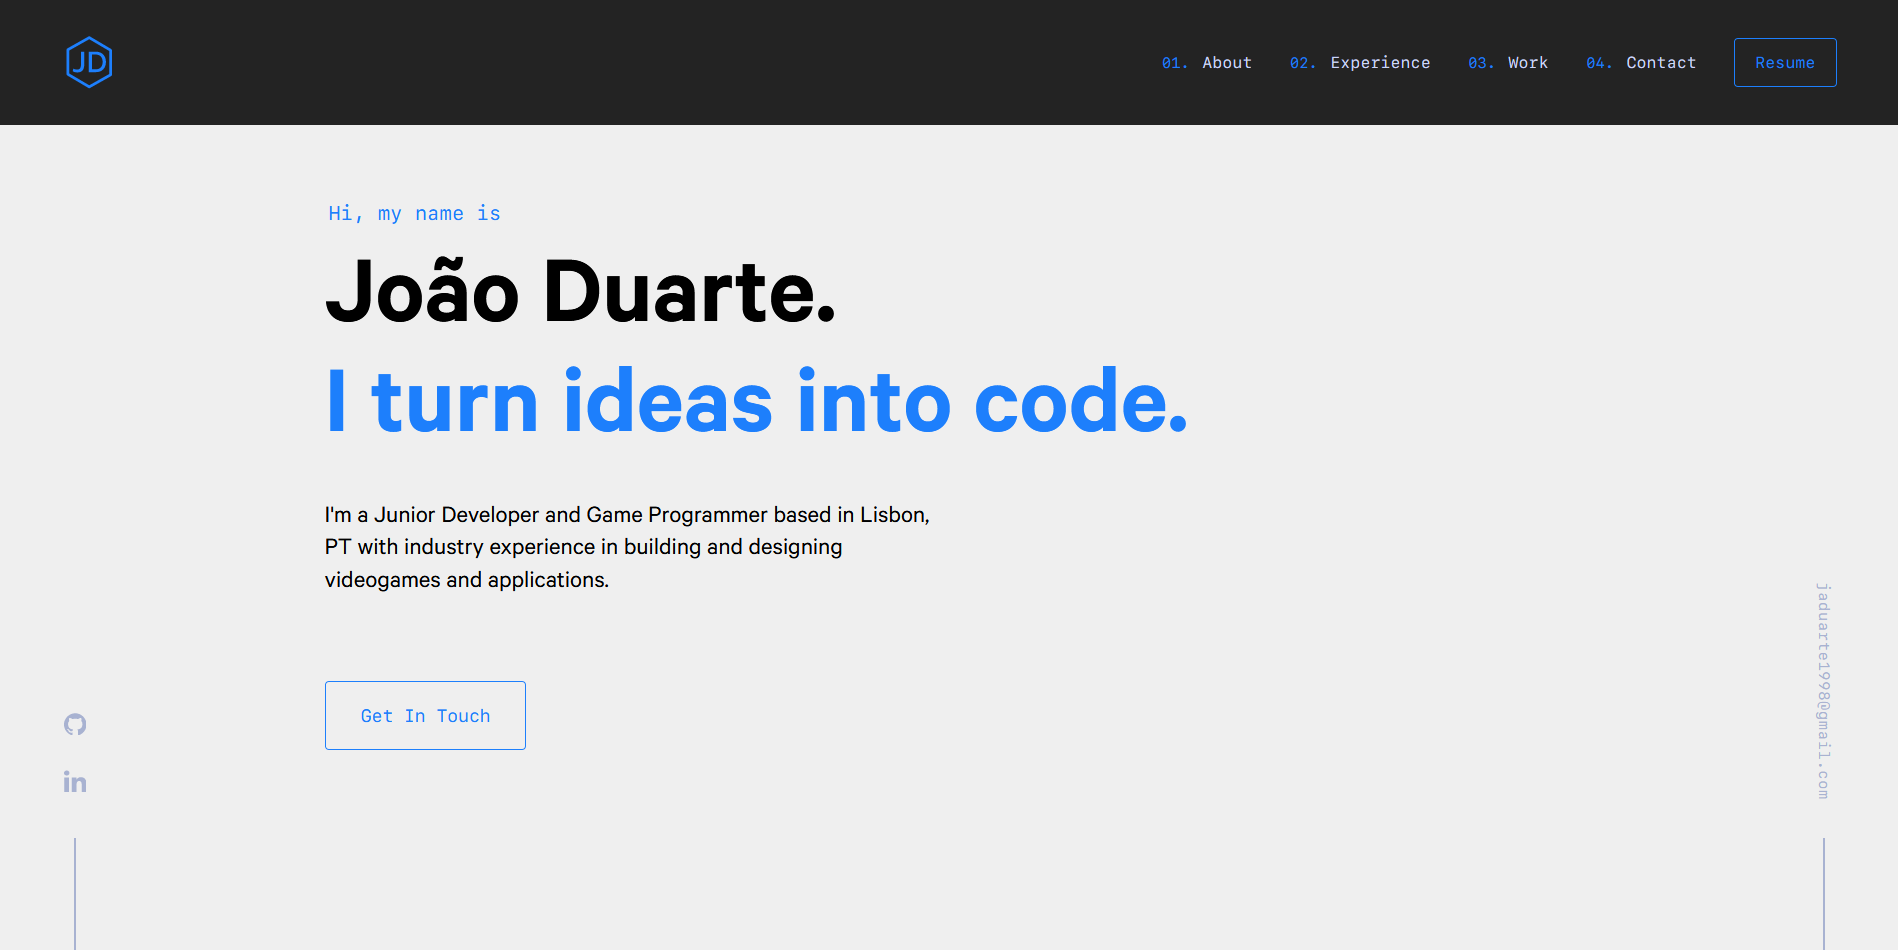 JD
01. About 02. Experience 03. Work 04. Contact Resume
Hi, my name is
João Duarte.
I turn ideas into code.
I'm a Junior Developer and Game Programmer based in Lisbon,
PT with industry experience in building and designing
videogames and applications.
Get In Touch
in
jaduarte1998@gmail.com